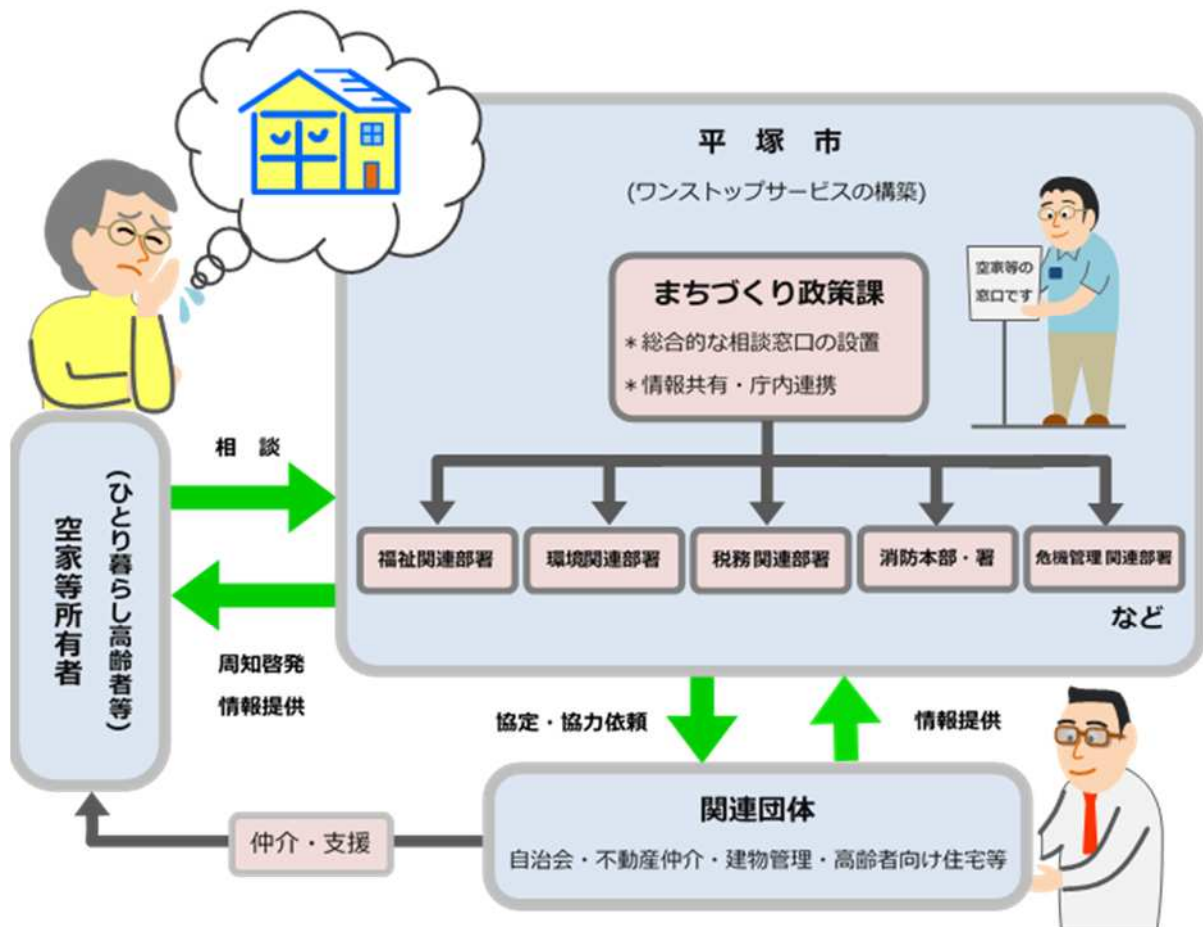 平 塚 市
(ワンストップサービスの構築)
まちづくり政策課
＊総合的な相談窓口の設置
＊情報共有・庁内連携
空家等の
窓口です
福祉関連部署
環境関連部署
税務関連部署
消防本部・署
危機管理関連部署
など
相 談
周知啓発
情報提供
空家等所有者
(ひとり暮らし高齢者等)
協定・協力依頼
情報提供
関連団体
自治会・不動産仲介・建物管理・高齢者向け住宅等
仲介・支援